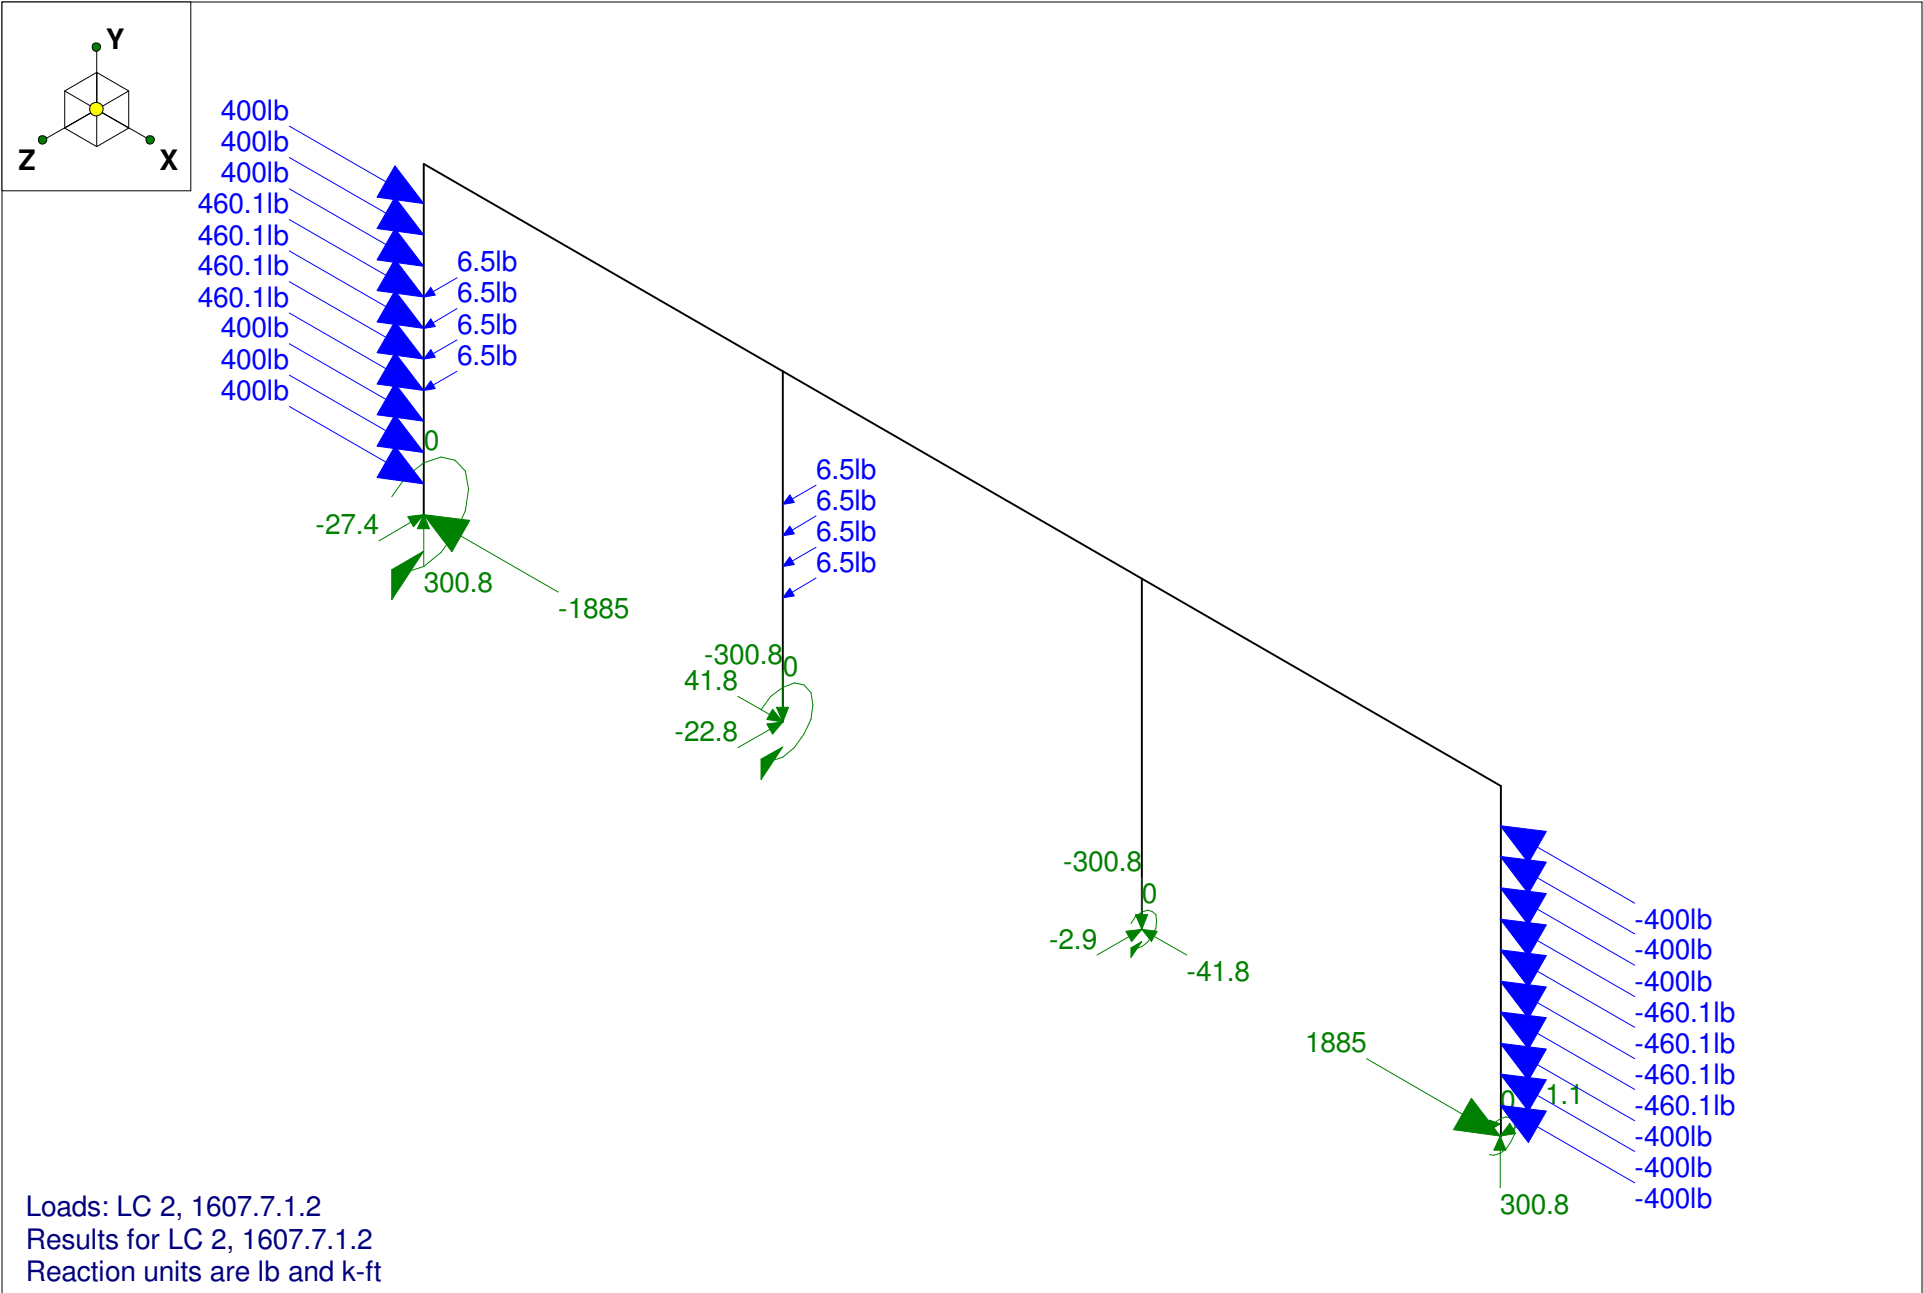 Y
Z
X
400lb
400lb
400lb
460.1lb
460.1lb
460.1lb
460.1lb
400lb
400lb
400lb
6.5lb
6.5lb
6.5lb
6.5lb
0
-27.4
300.8
-1885
6.5lb
6.5lb
6.5lb
6.5lb
-300.8
0
41.8
-22.8
-300.8
0
-2.9
-41.8
1885
0
1.1
300.8
-400lb
-400lb
-400lb
-460.1lb
-460.1lb
-460.1lb
-460.1lb
-400lb
-400lb
-400lb
Loads: LC 2, 1607.7.1.2
Results for LC 2, 1607.7.1.2
Reaction units are lb and k-ft